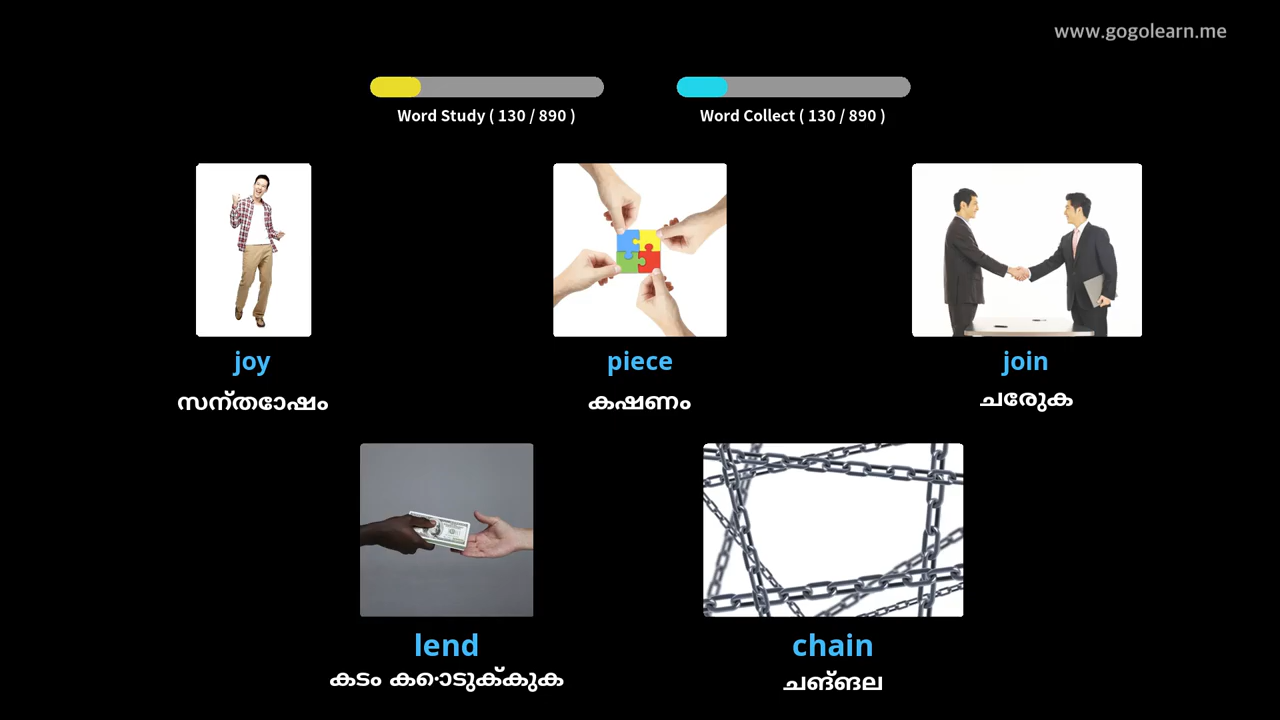 www.gogolearn.me
Word Study ( 130 / 890 )
Word Collect ( 130 / 890 )
joy
piece
join
സന്തോഷം
കഷണം
ചേരുക
lend
chain
കടം കൊടുക്കുക
ചങ്ങല